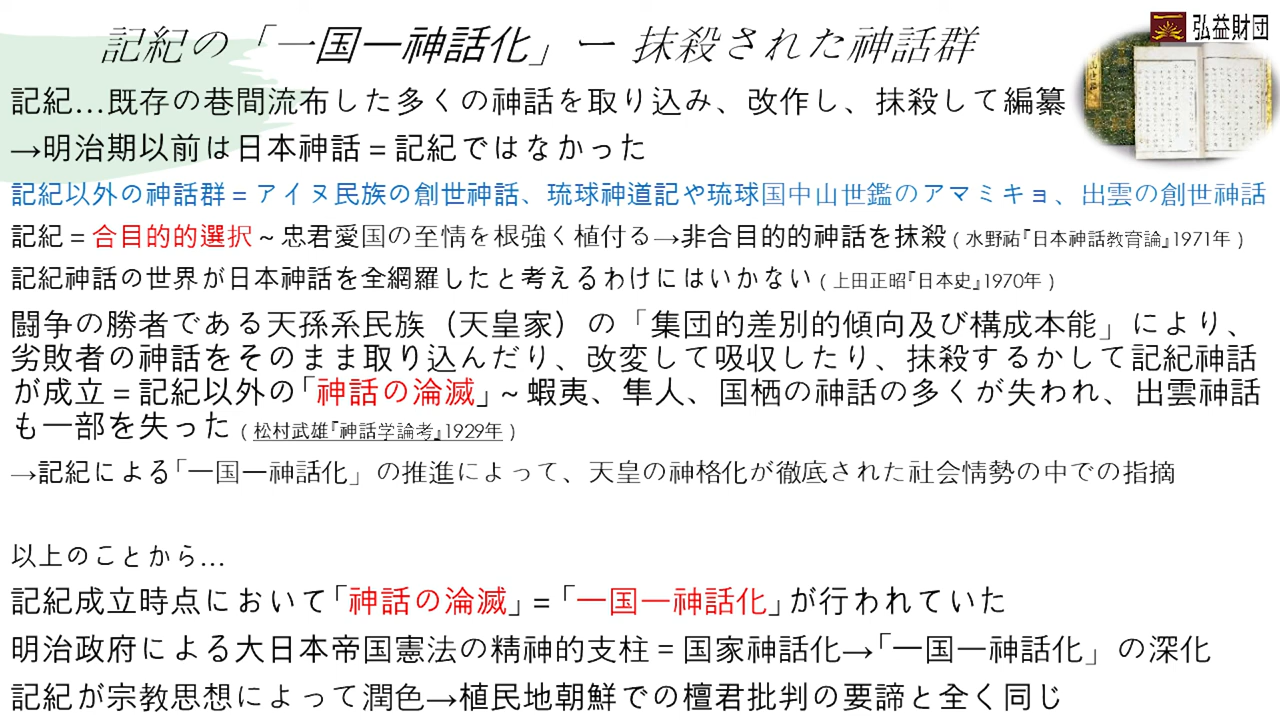 記紀の「一国一神話化」ー 抹殺された神話群
弘益財団
記紀…既存の巷間流布した多くの神話を取り込み、改作し、抹殺して編纂
→明治期以前は日本神話＝記紀ではなかった
記紀以外の神話群＝アイヌ民族の創世神話、琉球神道記や琉球国中山世鑑のアマミキョ、出雲の創世神話
記紀＝合目的的選択～忠君愛国の至情を根強く植付る→非合目的的神話を抹殺（水野祐『日本神話教育論』1971年）
記紀神話の世界が日本神話を全網羅したと考えるわけにはいかない（上田正昭『日本史』1970年）
闘争の勝者である天孫系民族（天皇家）の「集団的差別的傾向及び構成本能」により、
劣敗者の神話をそのまま取り込んだり、改変して吸収したり、抹殺するかして記紀神話
が成立＝記紀以外の「神話の淪滅」～蝦夷、隼人、国栖の神話の多くが失われ、出雲神話
も一部を失った（松村武雄『神話学論考』1929年）
→記紀による「一国一神話化」の推進によって、天皇の神格化が徹底された社会情勢の中での指摘
以上のことから…
記紀成立時点において「神話の淪滅」＝「一国一神話化」が行われていた
明治政府による大日本帝国憲法の精神的支柱＝国家神話化→「一国一神話化」の深化
記紀が宗教思想によって潤色→植民地朝鮮での檀君批判の要諦と全く同じ